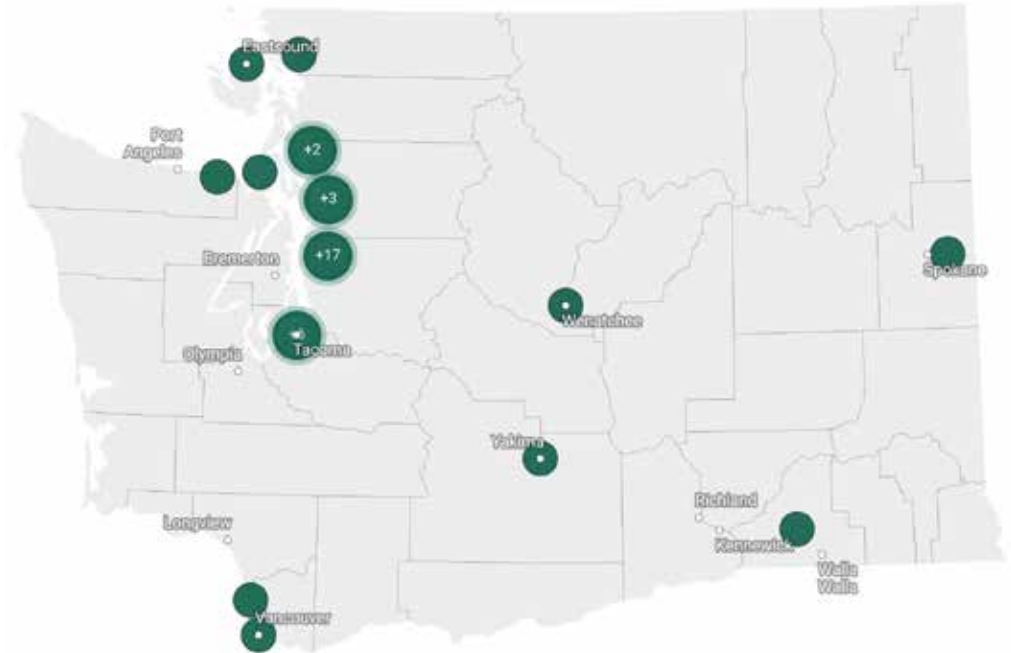 Eastsound
Port
Angeles
+2
+3
+17
Bremerton
Spokane
Wenatchee
Tacoma
Olympia
Yakima
Richland
Longview
Kennewick
Walla
Walla
Vancouver